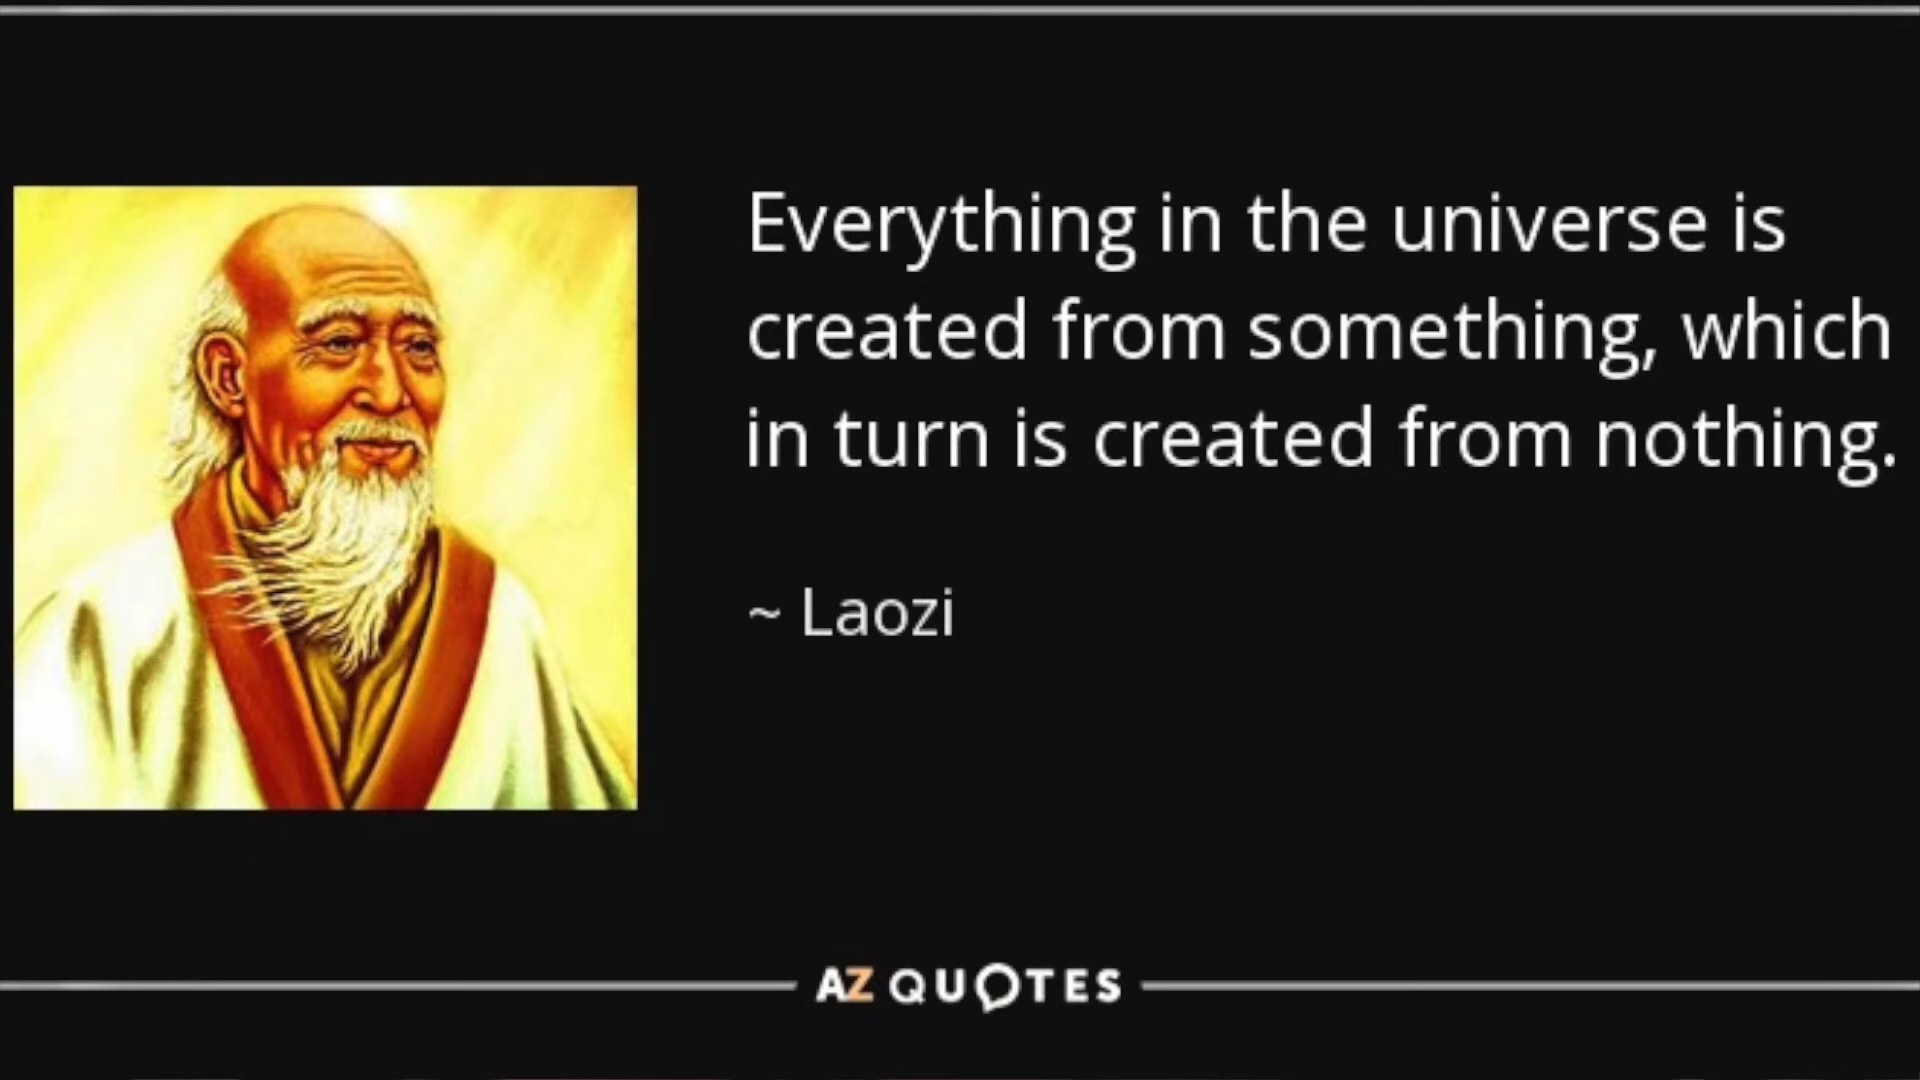 Everything in the universe is
created from something, which
in turn is created from nothing.
~ Laozi
AZ QUOTES